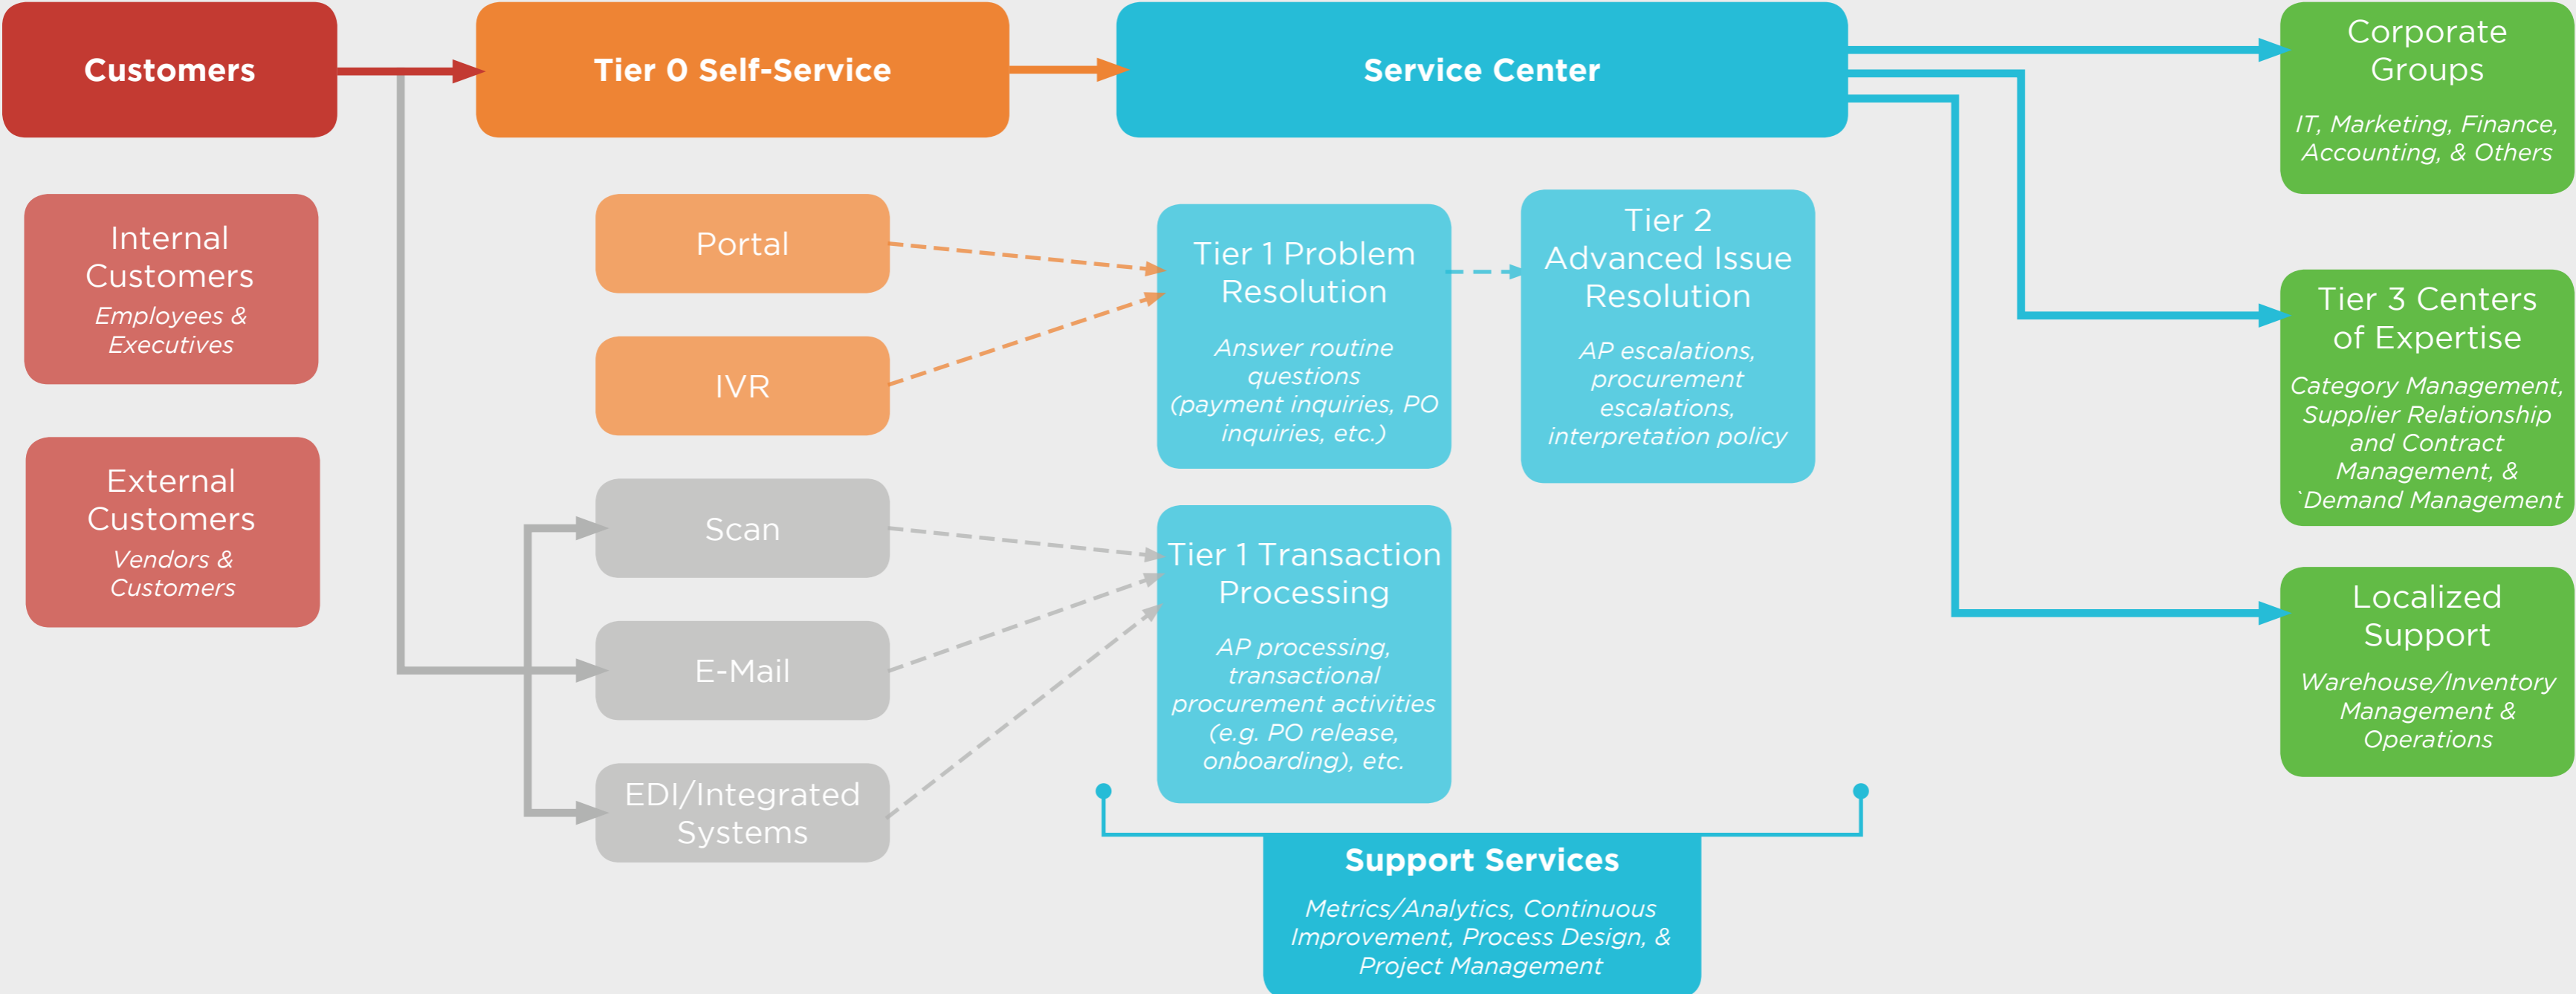 Customers
Tier 0 Self-Service
Service Center
Corporate
Groups
IT, Marketing, Finance,
Accounting, & Others
Internal
Customers
Employees &
Executives
External
Customers
Vendors &
Customers
Portal
IVR
Scan
E-Mail
EDI/Integrated
Systems
Tier 1 Problem
Resolution
Answer routine
questions
(payment inquiries, PO
inquiries, etc.)
Tier 2
Advanced Issue
Resolution
AP escalations,
procurement
escalations,
interpretation policy
Tier 1 Transaction
Processing
AP processing,
transactional
procurement activities
(e.g. PO release,
onboarding), etc.
Tier 3 Centers
of Expertise
Category Management,
Supplier Relationship
and Contract
Management, &
`Demand Management
Localized
Support
Warehouse/Inventory
Management &
Operations
Support Services
Metrics/Analytics, Continuous
Improvement, Process Design, &
Project Management